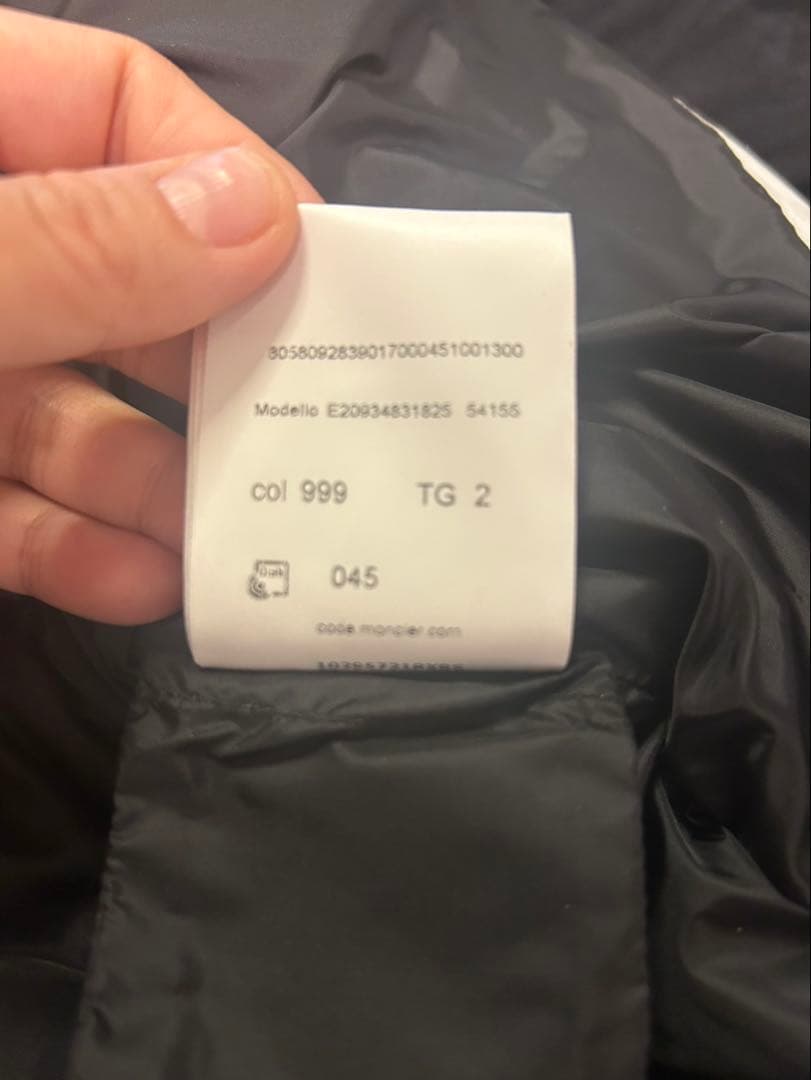 8058092839017000451001300
Modello E20934831825 54155
col 999 TG 2
045
code.moncler.com